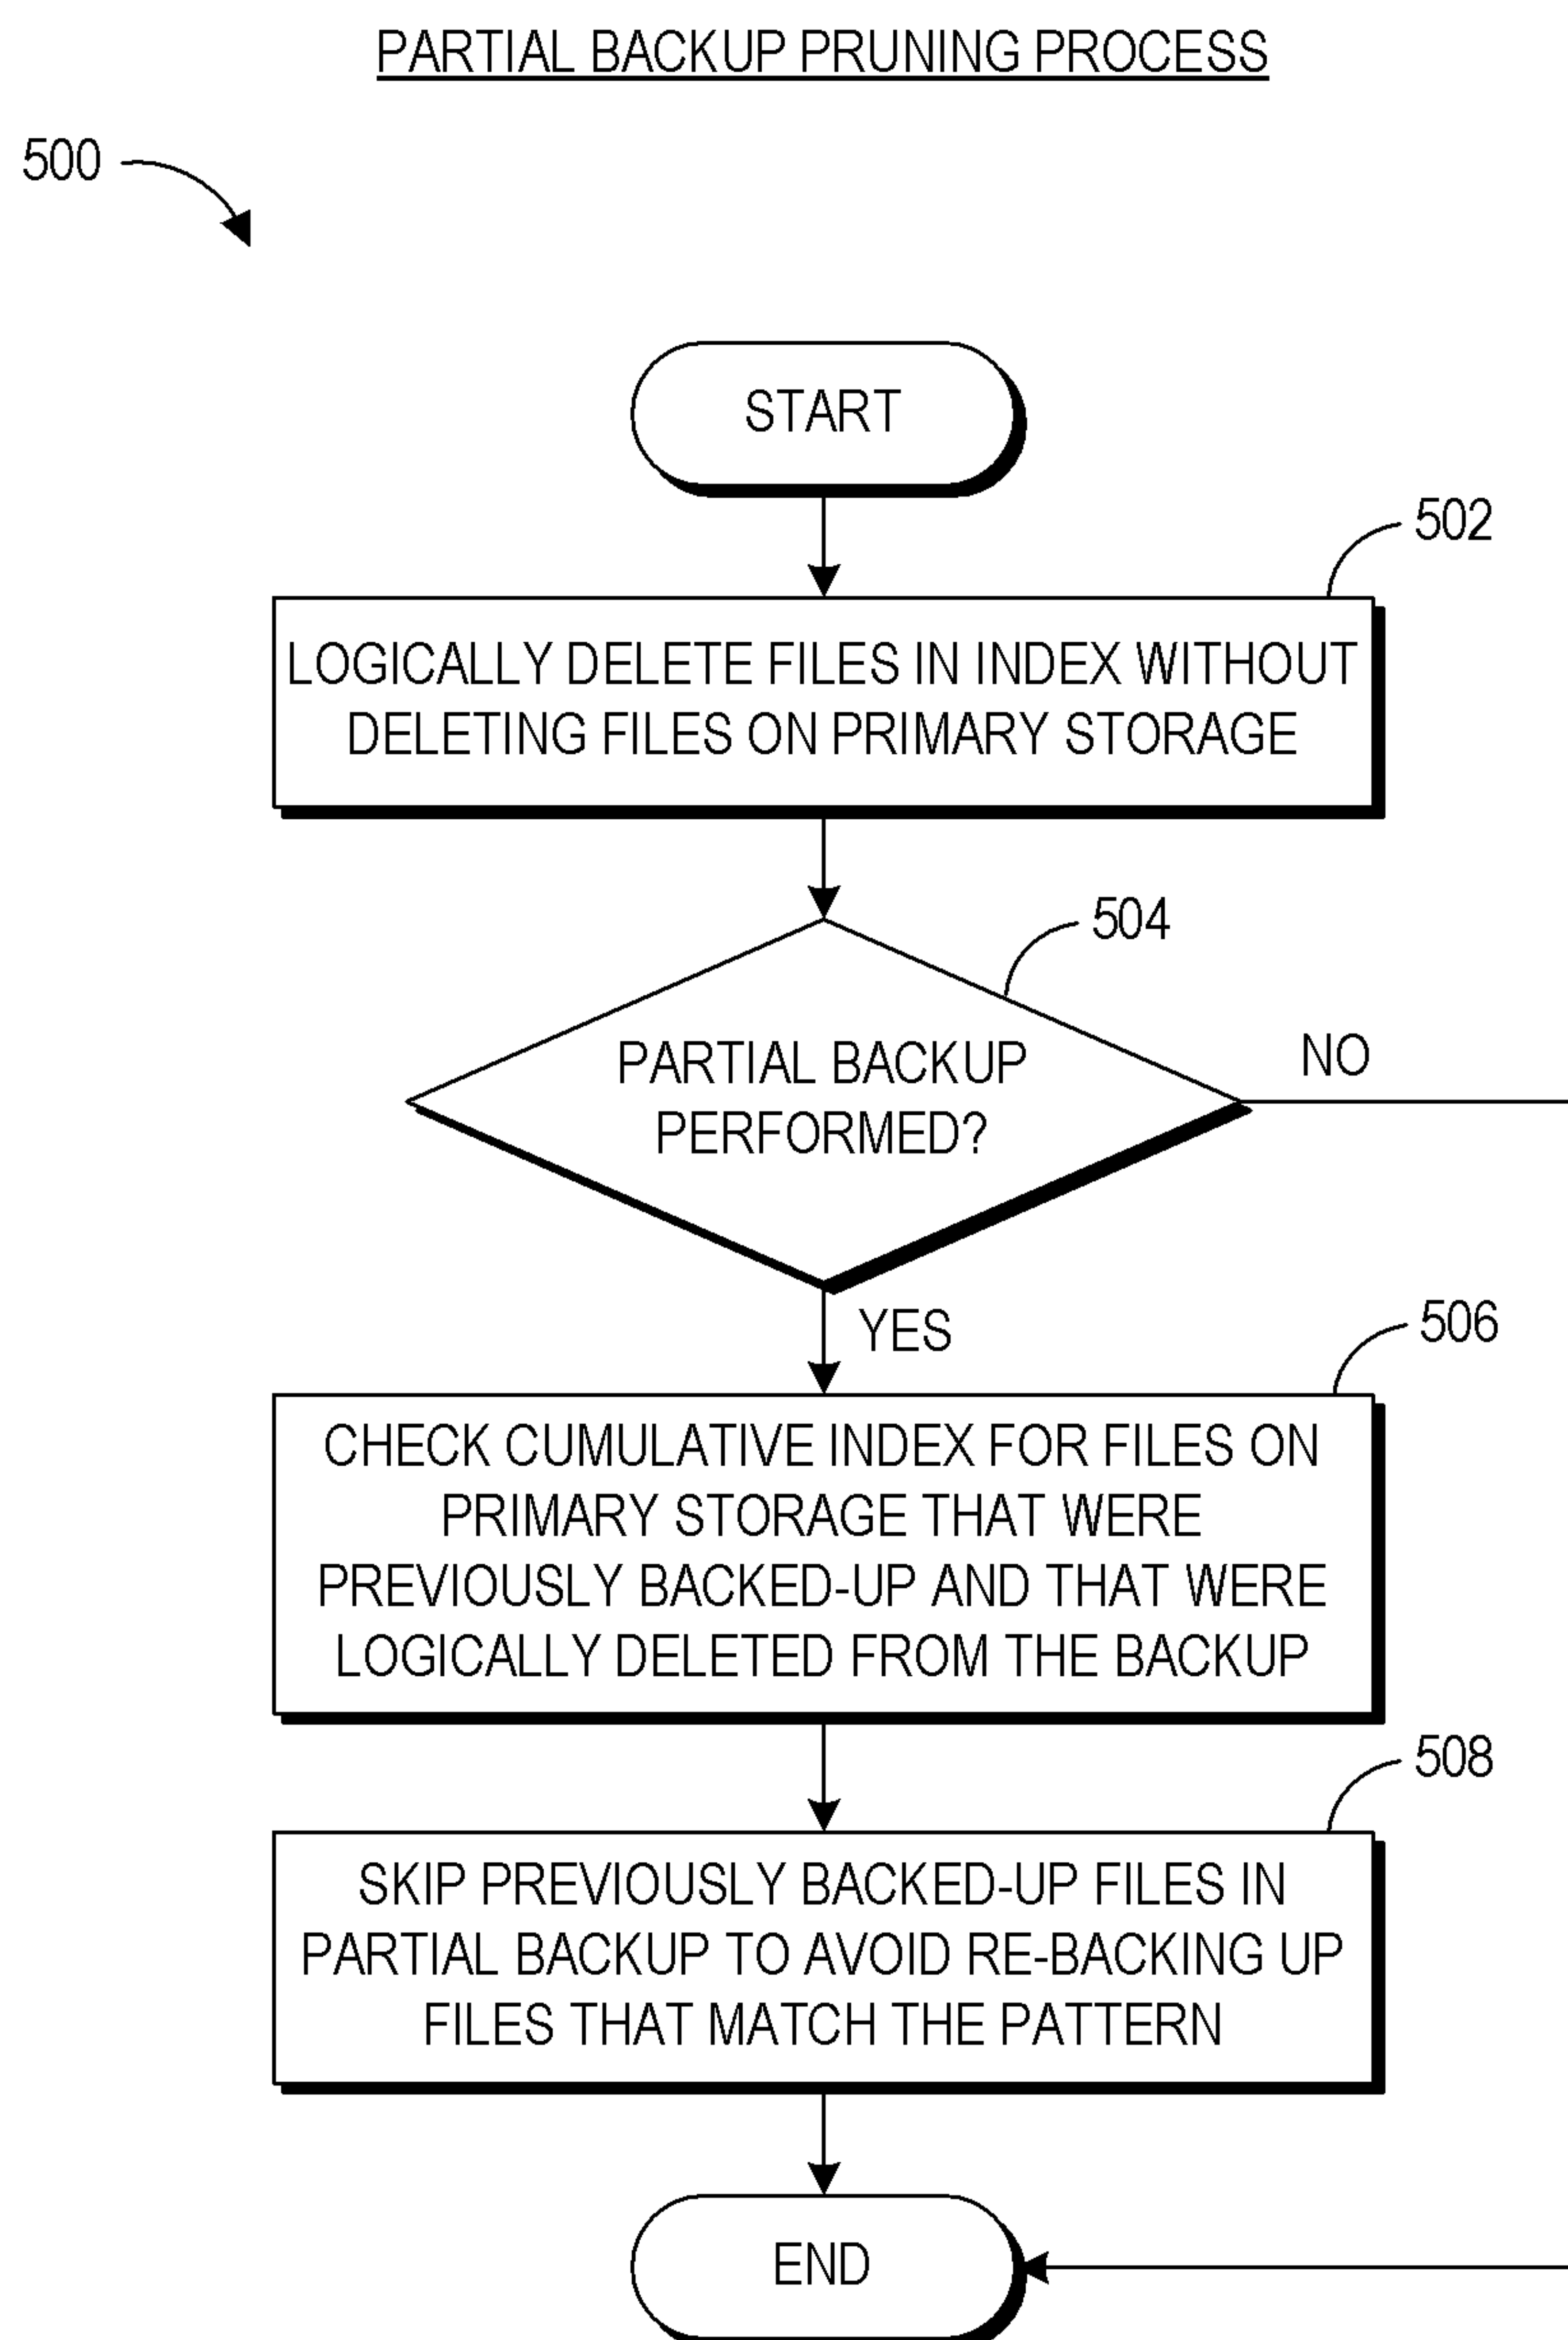 PARTIAL BACKUP PRUNING PROCESS
500
START
502
LOGICALLY DELETE FILES IN INDEX WITHOUT
DELETING FILES ON PRIMARY STORAGE
504
PARTIAL BACKUP
PERFORMED?
NO
YES
506
CHECK CUMULATIVE INDEX FOR FILES ON
PRIMARY STORAGE THAT WERE
PREVIOUSLY BACKED-UP AND THAT WERE
LOGICALLY DELETED FROM THE BACKUP
508
SKIP PREVIOUSLY BACKED-UP FILES IN
PARTIAL BACKUP TO AVOID RE-BACKING UP
FILES THAT MATCH THE PATTERN
END